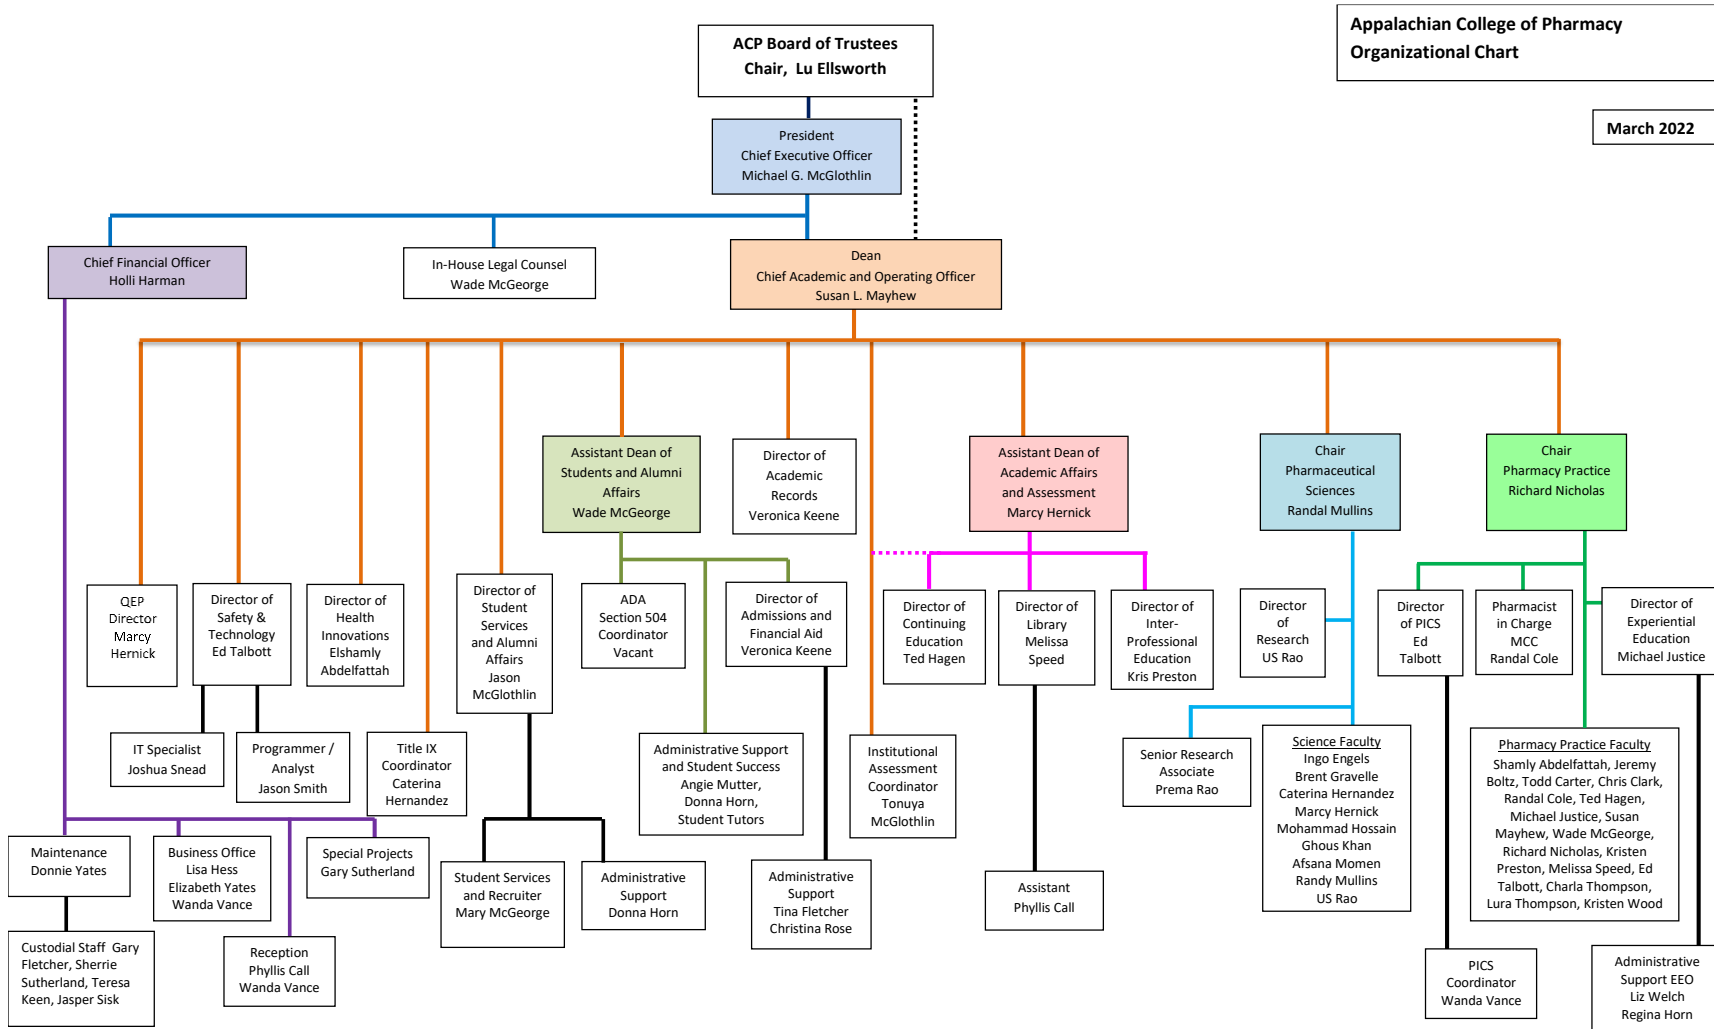 Appalachian College of Pharmacy
Organizational Chart
March 2022
ACP Board of Trustees
Chair, Lu Ellsworth
President
Chief Executive Officer
Michael G. McGlothlin
Chief Financial Officer
Holli Harman
In-House Legal Counsel
Wade McGeorge
Dean
Chief Academic and Operating Officer
Susan L. Mayhew
Assistant Dean of
Students and Alumni
Affairs
Wade McGeorge
Director of
Academic
Records
Veronica Keene
Assistant Dean of
Academic Affairs
and Assessment
Marcy Hernick
Chair
Pharmaceutical
Sciences
Randal Mullins
Chair
Pharmacy Practice
Richard Nicholas
QEP
Director
Marcy
Hernick
Director of
Safety &
Technology
Ed Talbott
Director of
Health
Innovations
Elshamly
Abdelfattah
Director of
Student
Services
and Alumni
Affairs
Jason
McGlothlin
ADA
Section 504
Coordinator
Vacant
Director of
Admissions and
Financial Aid
Veronica Keene
Director of
Continuing
Education
Ted Hagen
Director of
Library
Melissa
Speed
Director of
Inter-
Professional
Education
Kris Preston
Director
of
Research
US Rao
Director
of PICS
Ed
Talbott
Pharmacist
in Charge
MCC
Randal Cole
Director of
Experiential
Education
Michael Justice
IT Specialist
Joshua Snead
Programmer /
Analyst
Jason Smith
Title IX
Coordinator
Caterina
Hernandez
Administrative Support
and Student Success
Angie Mutter,
Donna Horn,
Student Tutors
Institutional
Assessment
Coordinator
Tonuya
McGlothlin
Senior Research
Associate
Prema Rao
Science Faculty
Ingo Engels
Brent Gravelle
Caterina Hernandez
Marcy Hernick
Mohammad Hossain
Ghous Khan
Afsana Momen
Randy Mullins
US Rao
Pharmacy Practice Faculty
Shamly Abdelfattah, Jeremy
Boltz, Todd Carter, Chris Clark,
Randal Cole, Ted Hagen,
Michael Justice, Susan
Mayhew, Wade McGeorge,
Richard Nicholas, Kristen
Preston, Melissa Speed, Ed
Talbott, Charla Thompson,
Lura Thompson, Kristen Wood
Maintenance
Donnie Yates
Business Office
Lisa Hess
Elizabeth Yates
Wanda Vance
Special Projects
Gary Sutherland
Student Services
and Recruiter
Mary McGeorge
Administrative
Support
Donna Horn
Administrative
Support
Tina Fletcher
Christina Rose
Assistant
Phyllis Call
Custodial Staff Gary
Fletcher, Sherrie
Sutherland, Teresa
Keen, Jasper Sisk
Reception
Phyllis Call
Wanda Vance
PICS
Coordinator
Wanda Vance
Administrative
Support EEO
Liz Welch
Regina Horn